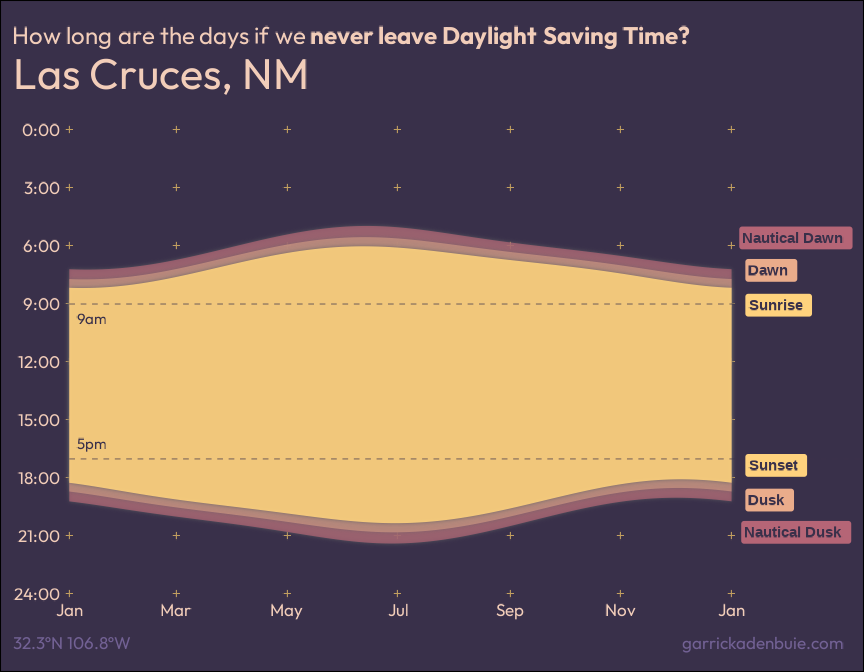 How long are the days if we never leave Daylight Saving Time?
Las Cruces, NM
0:00
3:00
6:00
Nautical Dawn
Dawn
9:00
Sunrise
9am
12:00
15:00
5pm
Sunset
18:00
Dusk
21:00
Nautical Dusk
24:00
Jan Mar May Jul Sep Nov Jan
32.3°N 106.8°W
garrickadenbuie.com